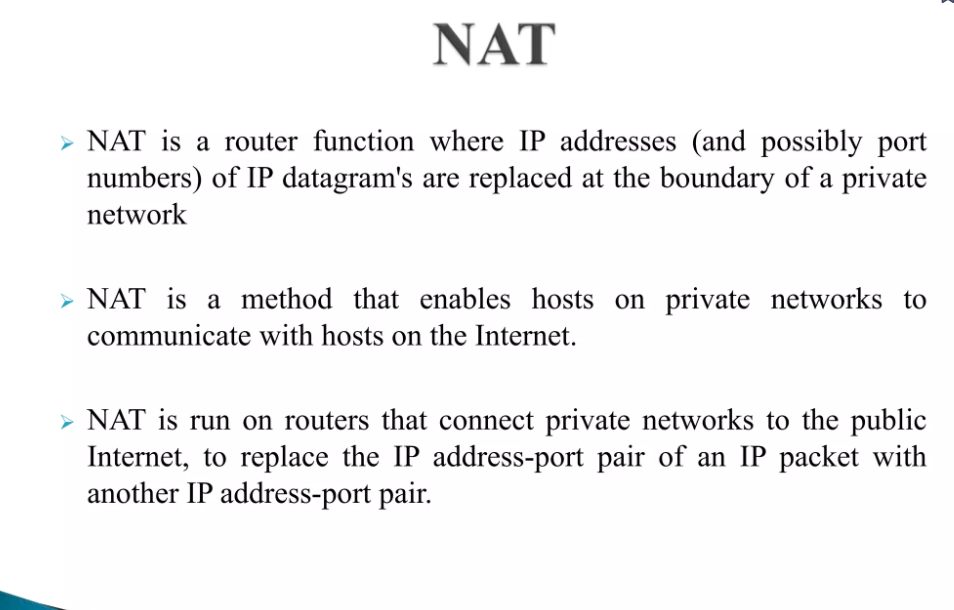 NAT
NAT is a router function where IP addresses (and possibly port
numbers) of IP datagram's are replaced at the boundary of a private
network
NAT is a method that enables hosts on private networks to
communicate with hosts on the Internet.
NAT is run on routers that connect private networks to the public
Internet, to replace the IP address-port pair of an IP packet with
another IP address-port pair.